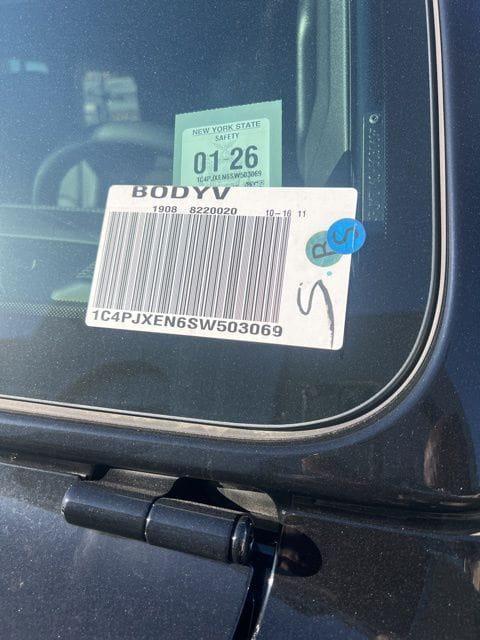 NEW YORK STATE
SAFETY
01 26
1C4PJXEN6SW503069
BODYV
1908 8220020 10-16 11
B S
1C4PJXEN6SW503069
S.